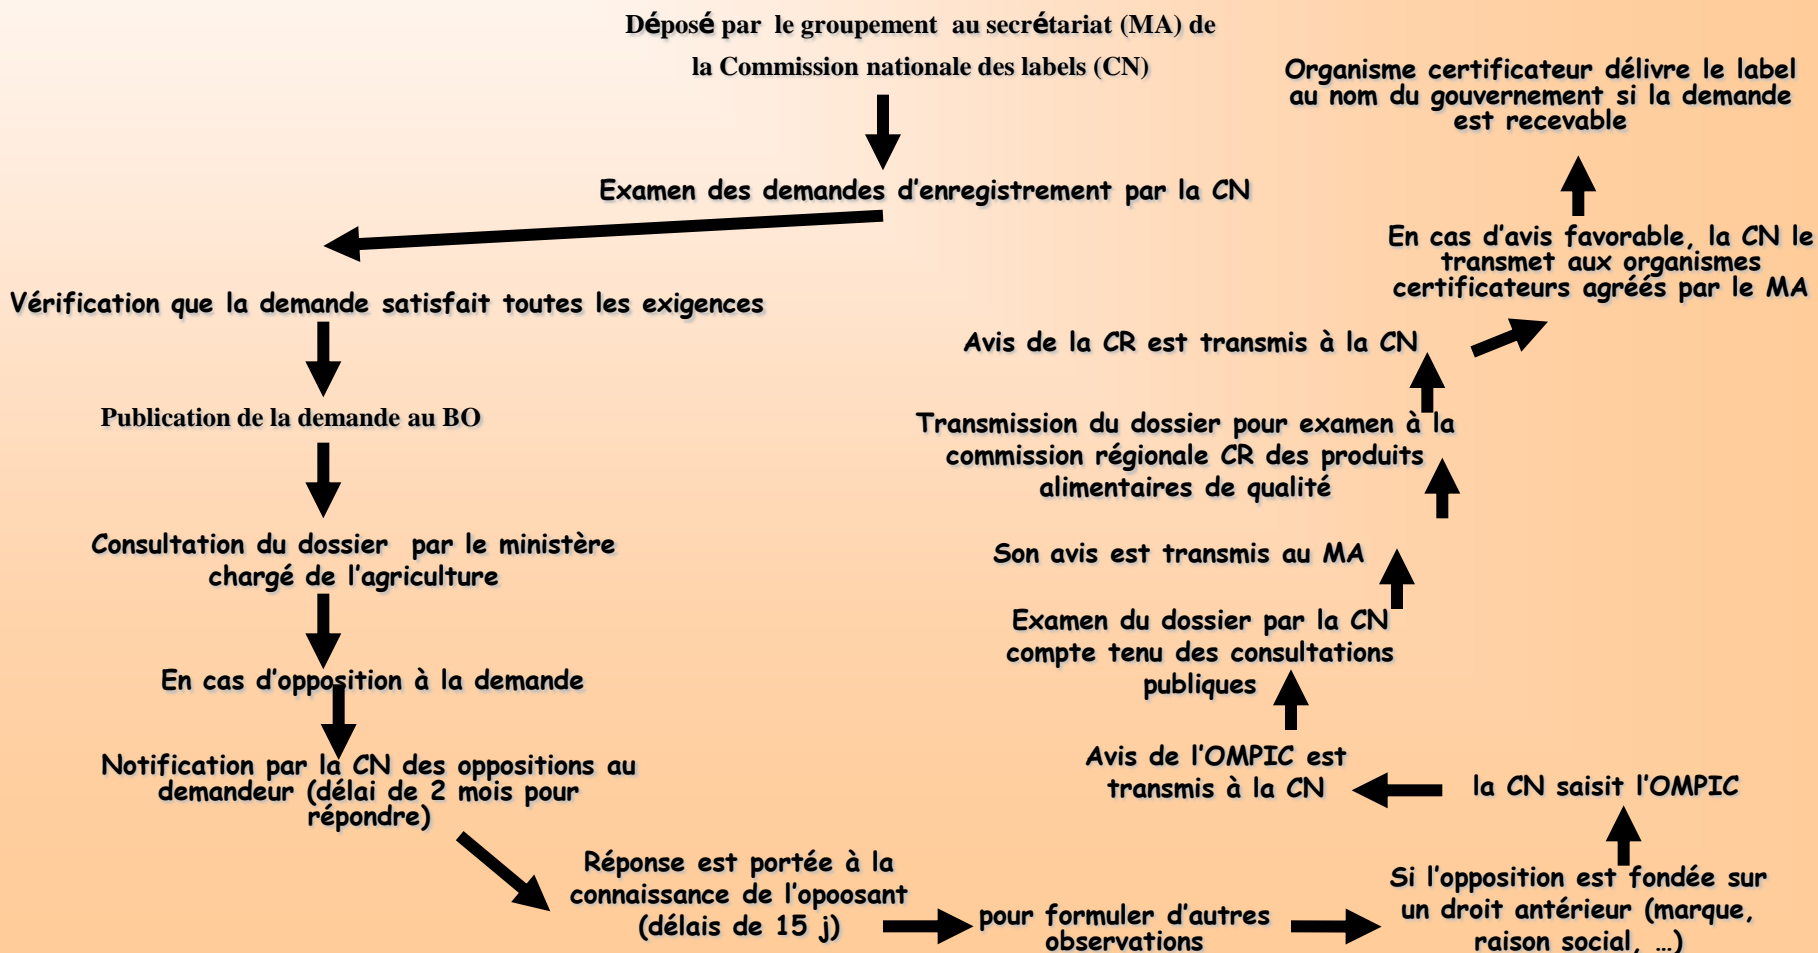 Déposé par le groupement au secrétariat (MA) de
la Commission nationale des labels (CN)
Examen des demandes d'enregistrement par la CN
Vérification que la demande satisfait toutes les exigences
Publication de la demande au BO
Consultation du dossier par le ministère
chargé de l'agriculture
En cas d'opposition à la demande
Notification par la CN des oppositions au
demandeur (délai de 2 mois pour
répondre)
Réponse est portée à la
connaissance de l'opoosant
(délais de 15 j)
pour formuler d'autres
observations
Si l'opposition est fondée sur
un droit antérieur (marque,
raison social, …)
la CN saisit l'OMPIC
Avis de l'OMPIC est
transmis à la CN
Examen du dossier par la CN
compte tenu des consultations
publiques
Son avis est transmis au MA
Transmission du dossier pour examen à la
commission régionale CR des produits
alimentaires de qualité
Avis de la CR est transmis à la CN
En cas d'avis favorable, la CN le
transmet aux organismes
certificateurs agréés par le MA
Organisme certificateur délivre le label
au nom du gouvernement si la demande
est recevable